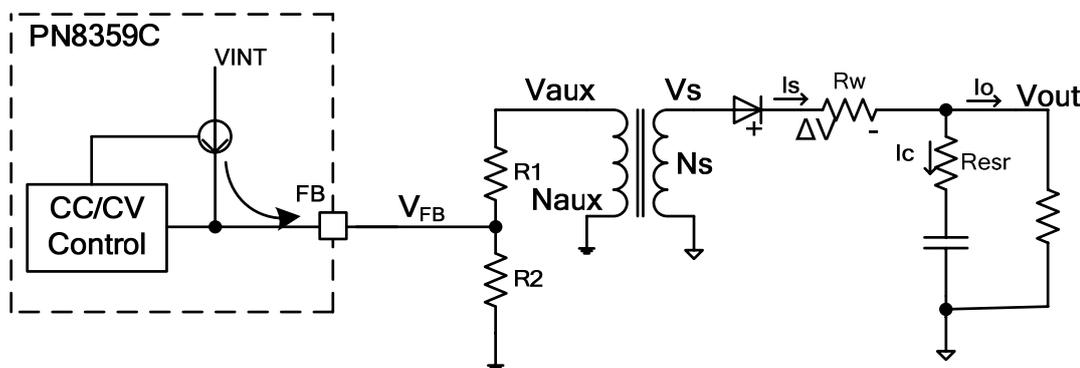 PN8359C
VINT
CC/CV
Control
FB
VFB
Vaux
R1
Naux
R2
Vs
Ns
Is
Rw
+
ΔV
-
Io
Vout
Ic
Resr